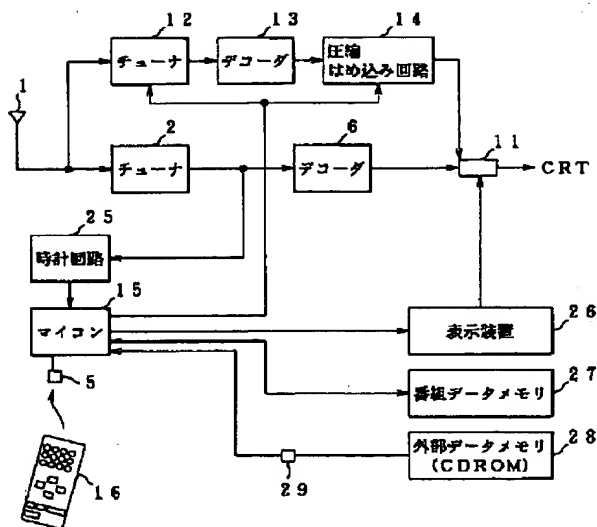 12
13
14
チューナ
デコーダ
圧縮
はめ込み回路
1
2
6
チューナ
デコーダ
11
CRT
25
時計回路
15
マイコン
5
16
26
表示装置
27
番組データメモリ
28
外部データメモリ
(CDROM)
29